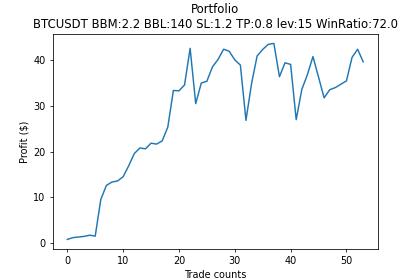 Portfolio
BTCUSDT BBM:2.2 BBL:140 SL:1.2 TP:0.8 lev:15 WinRatio:72.0
40
30
20
10
0
Profit ($)
0 10 20 30 40 50
Trade counts